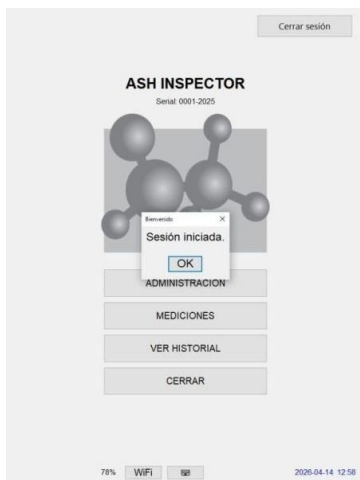 Cerrar sesión
ASH INSPECTOR
Serial: 0001-2025
Bienvenido
Sesión iniciada.
OK
ADMINISTRACIÓN
MEDICIONES
VER HISTORIAL
CERRAR
78% WiFi 2026-04-14 12:58